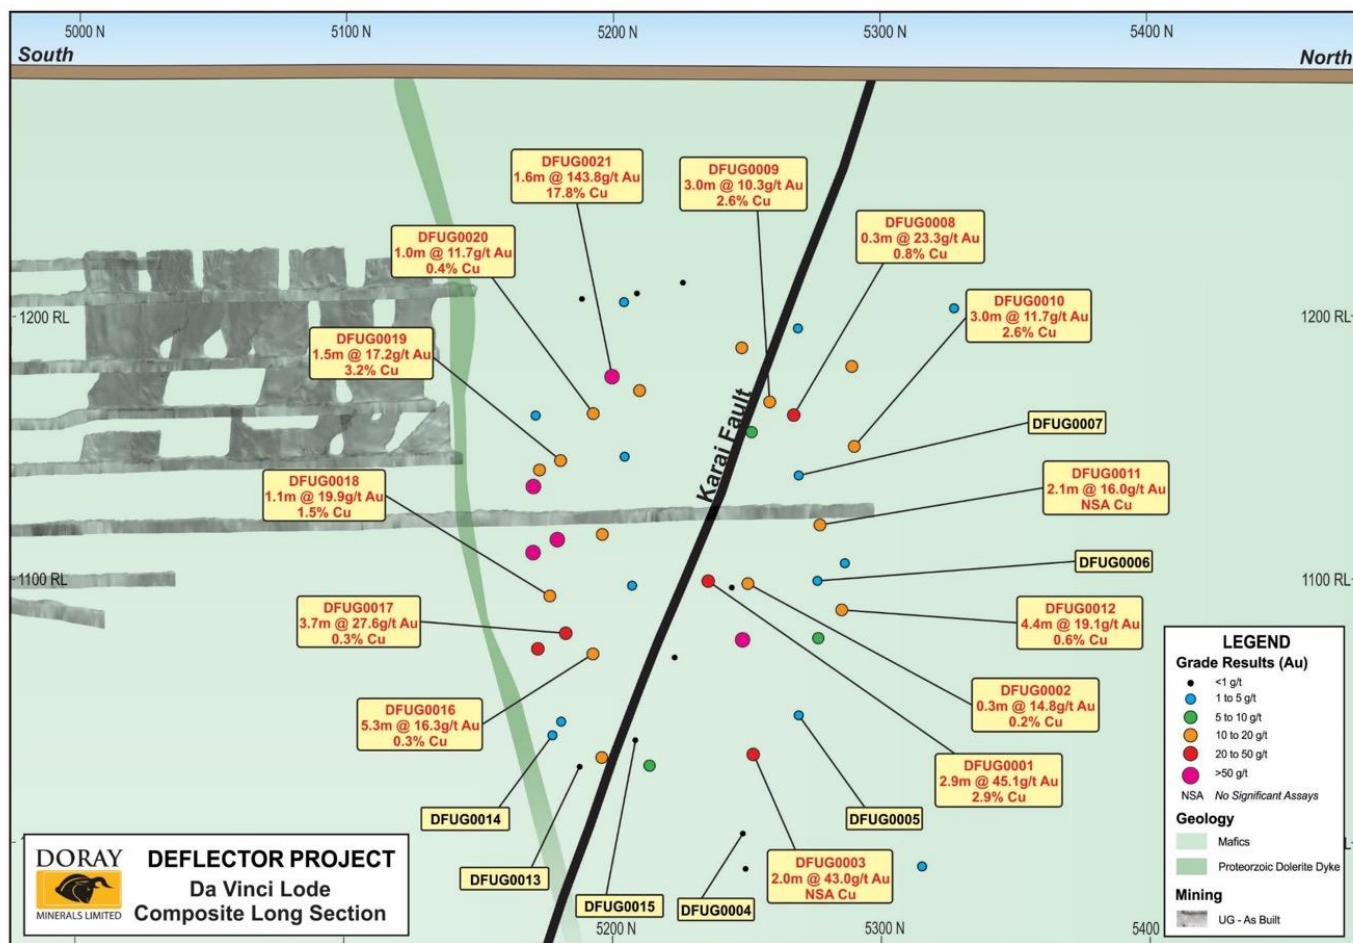 5000 N
5100 N
5200 N
5300 N
5400 N
South
North
DFUG0021
1.6m @ 143.8g/t Au
17.8% Cu
DFUG0009
3.0m @ 10.3g/t Au
2.6% Cu
DFUG0008
0.3m @ 23.3g/t Au
0.8% Cu
DFUG0020
1.0m @ 11.7g/t Au
0.4% Cu
DFUG0010
3.0m @ 11.7g/t Au
2.6% Cu
1200 RL
1200 RL
DFUG0019
1.5m @ 17.2g/t Au
3.2% Cu
Karai Fault
DFUG0007
DFUG0018
1.1m @ 19.9g/t Au
1.5% Cu
DFUG0011
2.1m @ 16.0g/t Au
NSA Cu
DFUG0006
1100 RL
1100 RL
DFUG0017
3.7m @ 27.6g/t Au
0.3% Cu
DFUG0012
4.4m @ 19.1g/t Au
0.6% Cu
DFUG0016
5.3m @ 16.3g/t Au
0.3% Cu
DFUG0002
0.3m @ 14.8g/t Au
0.2% Cu
DFUG0001
2.9m @ 45.1g/t Au
2.9% Cu
DFUG0014
DFUG0005
DFUG0013
DFUG0015
DFUG0004
DFUG0003
2.0m @ 43.0g/t Au
NSA Cu
LEGEND
Grade Results (Au)
<1 g/t
1 to 5 g/t
5 to 10 g/t
10 to 20 g/t
20 to 50 g/t
>50 g/t
NSA No Significant Assays
Geology
Mafics
Proteorzoic Dolerite Dyke
Mining
UG - As Built
DORAY
MINERALS LIMITED
DEFLECTOR PROJECT
Da Vinci Lode
Composite Long Section
5200 N
5300 N
5400